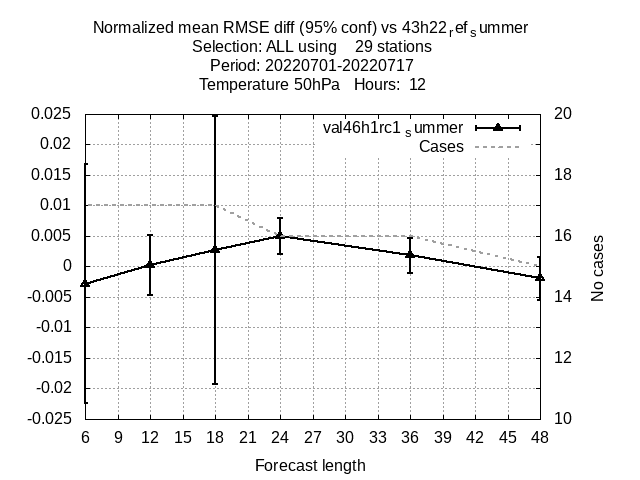 Normalized mean RMSE diff (95% conf) vs 43h22refsummer
Selection: ALL using 29 stations
Period: 20220701-20220717
Temperature 50hPa Hours: 12
val46h1rc1summer
Cases
0.025
0.02
0.015
0.01
0.005
0
-0.005
-0.01
-0.015
-0.02
-0.025
20
18
16
14
12
10
No cases
6 9 12 15 18 21 24 27 30 33 36 39 42 45 48
Forecast length